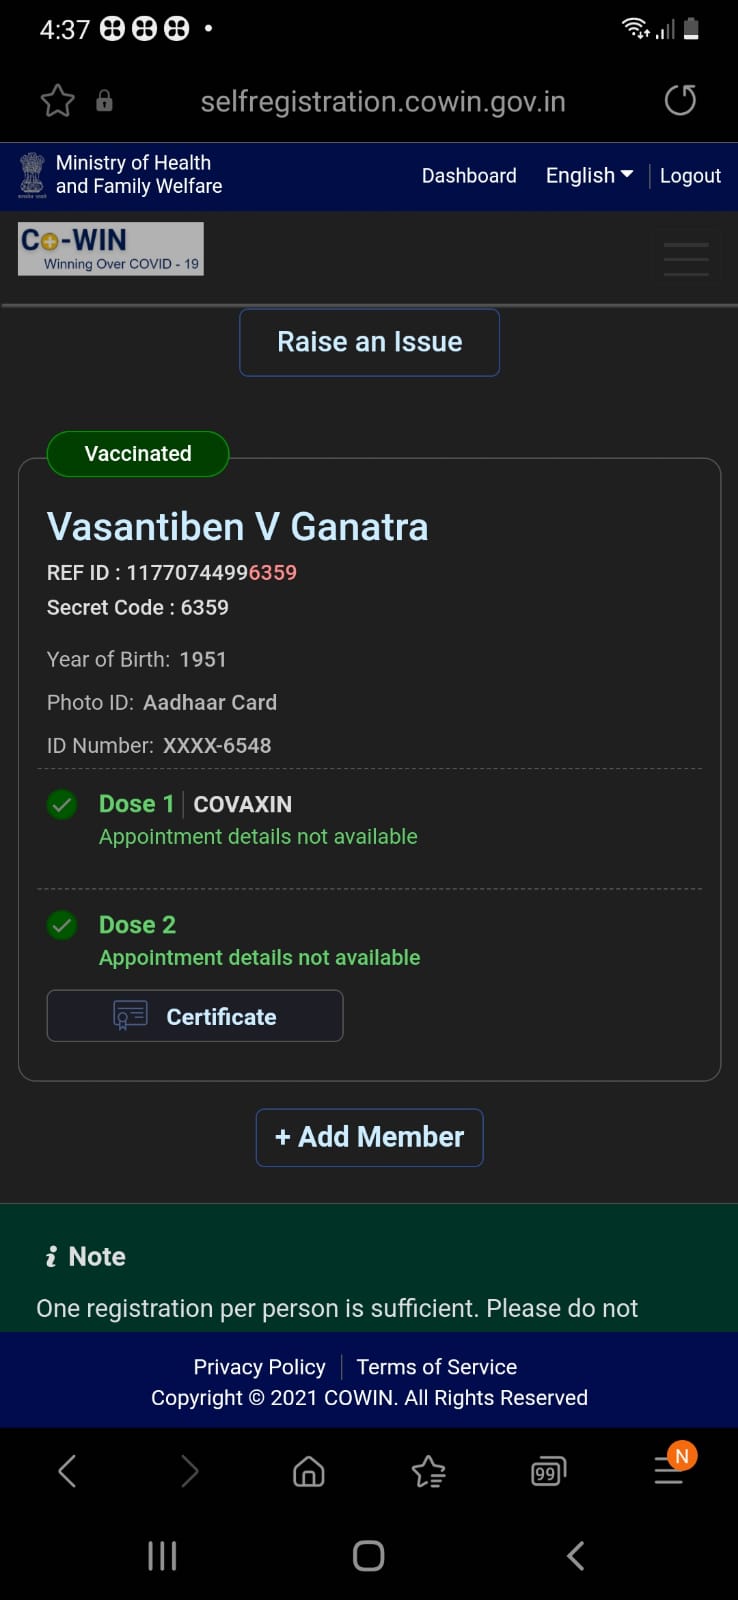 4:37
selfregistration.cowin.gov.in
Ministry of Health
and Family Welfare
Dashboard English Logout
Co-WIN
Winning Over COVID - 19
Raise an Issue
Vaccinated
Vasantiben V Ganatra
REF ID : 11770744996359
Secret Code : 6359
Year of Birth: 1951
Photo ID: Aadhaar Card
ID Number: XXXX-6548
Dose 1 COVAXIN
Appointment details not available
Dose 2
Appointment details not available
Certificate
+ Add Member
i Note
One registration per person is sufficient. Please do not
Privacy Policy Terms of Service
Copyright © 2021 COWIN. All Rights Reserved
99
N